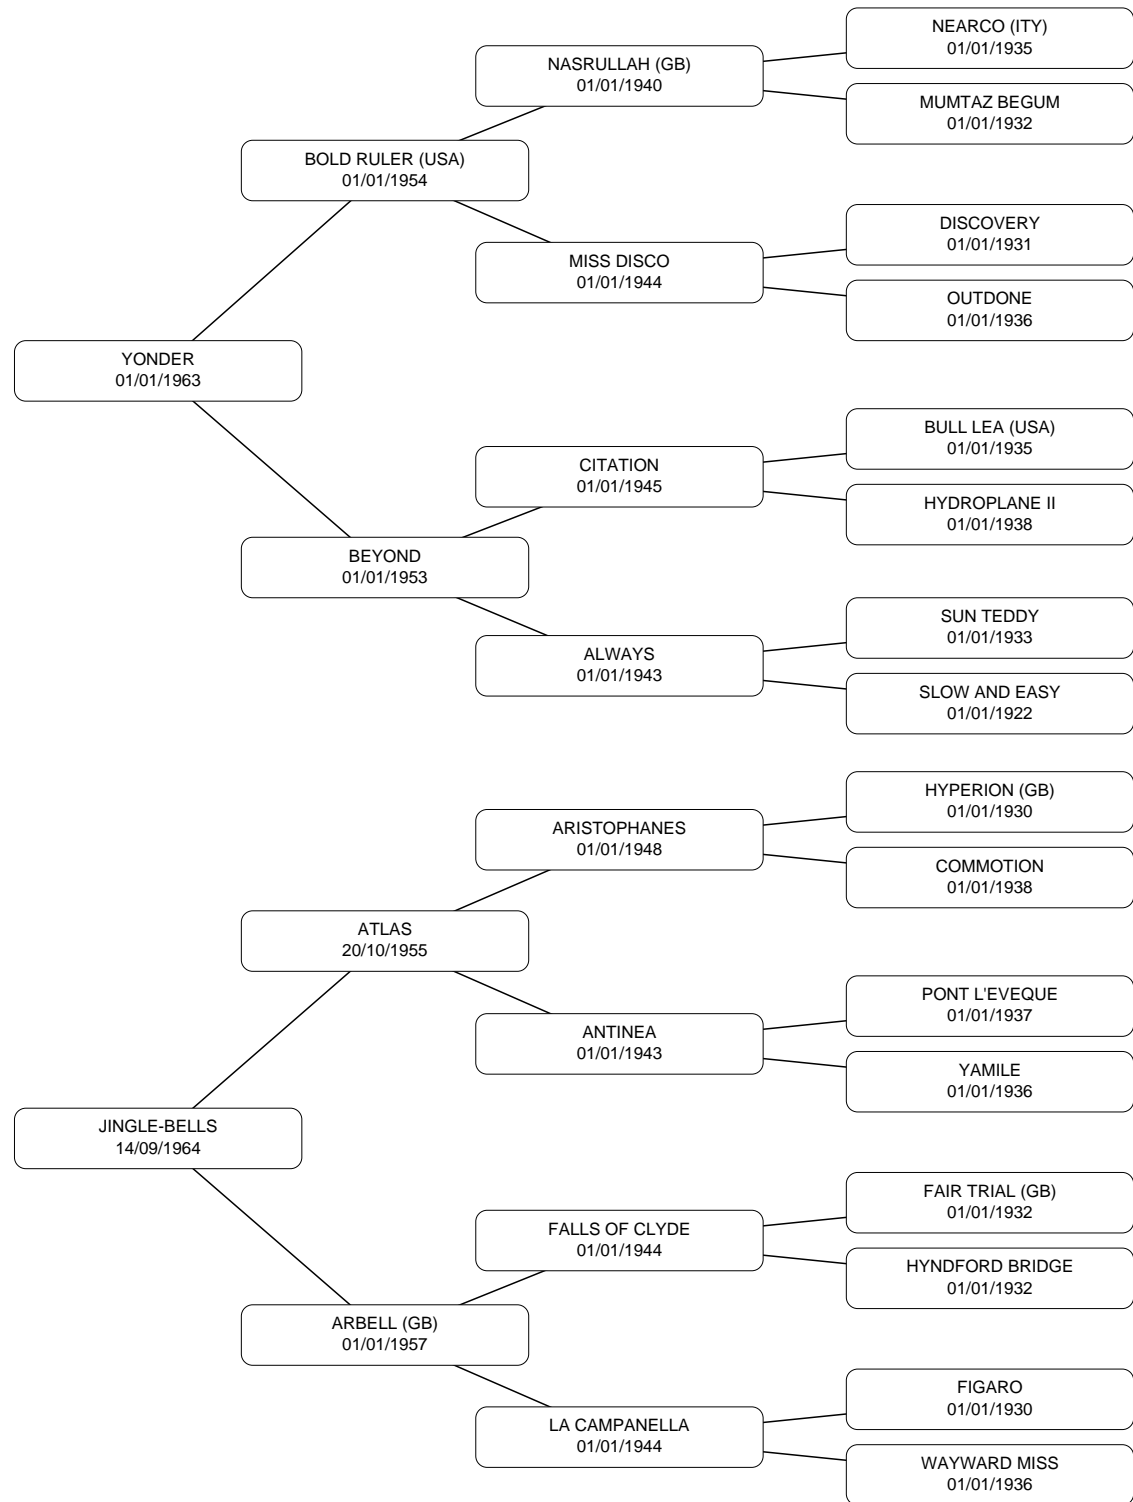 NEARCO (ITY)
01/01/1935
NASRULLAH (GB)
01/01/1940
MUMTAZ BEGUM
01/01/1932
BOLD RULER (USA)
01/01/1954
DISCOVERY
01/01/1931
MISS DISCO
01/01/1944
OUTDONE
01/01/1936
YONDER
01/01/1963
BULL LEA (USA)
01/01/1935
CITATION
01/01/1945
HYDROPLANE II
01/01/1938
BEYOND
01/01/1953
SUN TEDDY
01/01/1933
ALWAYS
01/01/1943
SLOW AND EASY
01/01/1922
HYPERION (GB)
01/01/1930
ARISTOPHANES
01/01/1948
COMMOTION
01/01/1938
ATLAS
20/10/1955
PONT L'EVEQUE
01/01/1937
ANTINEA
01/01/1943
YAMILE
01/01/1936
JINGLE-BELLS
14/09/1964
FAIR TRIAL (GB)
01/01/1932
FALLS OF CLYDE
01/01/1944
HYNDFORD BRIDGE
01/01/1932
ARBELL (GB)
01/01/1957
FIGARO
01/01/1930
LA CAMPANELLA
01/01/1944
WAYWARD MISS
01/01/1936